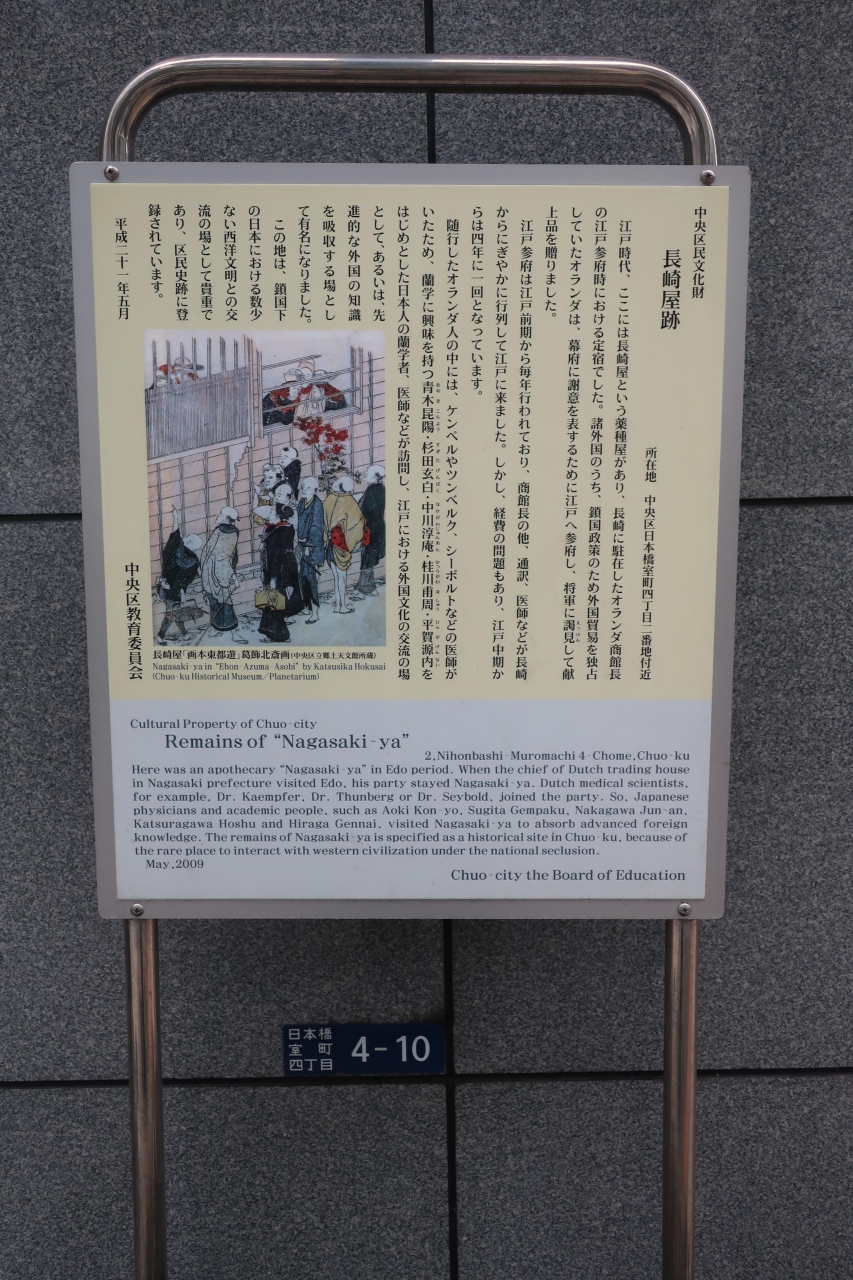 中央区民文化財
長崎屋跡
所在地　中央区日本橋室町四丁目二番地付近
江戸時代、ここには長崎屋という薬種屋があり、長崎に駐在したオランダ商館長
の江戸参府時における定宿でした。諸外国のうち、鎖国政策のため外国貿易を独占
していたオランダは、幕府に謝意を表するために江戸へ参府し、将軍に謁見して献
上品を贈りました。
江戸参府は江戸前期から毎年行われており、商館長の他、通訳、医師などが長崎
からにぎやかに行列して江戸に来ました。しかし、経費の問題もあり、江戸中期か
らは四年に一回となっています。
随行したオランダ人の中には、ケンペルやツンベルク、シーボルトなどの医師が
いたため、蘭学に興味を持つ青木昆陽・杉田玄白・中川淳庵・桂川甫周・平賀源内を
はじめとした日本人の蘭学者、医師などが訪問し、江戸における外国文化の交流の場
として、あるいは、先
進的な外国の知識
を吸収する場とし
て有名になりました。
この地は、鎖国下
の日本における数少
ない西洋文明との交
流の場として貴重で
あり、区民史跡に登
録されています。
平成二十一年五月
中央区教育委員会
長崎屋「画本東都遊」葛飾北斎画(中央区立郷土天文館所蔵)
Nagasaki-ya in "Ehon-Azuma-Asobi" by Katsusika Hokusai
(Chuo-ku Historical Museum/Planetarium)
Cultural Property of Chuo-city
Remains of "Nagasaki-ya"
2,Nihonbashi-Muromachi 4-Chome,Chuo-ku
Here was an apothecary "Nagasaki-ya" in Edo period. When the chief of Dutch trading house
in Nagasaki prefecture visited Edo, his party stayed Nagasaki-ya. Dutch medical scientists,
for example, Dr. Kaempfer, Dr. Thunberg or Dr. Seybold, joined the party. So, Japanese
physicians and academic people, such as Aoki Kon-yo, Sugita Gempaku, Nakagawa Jun-an,
Katsuragawa Hoshu and Hiraga Gennai, visited Nagasaki-ya to absorb advanced foreign
knowledge. The remains of Nagasaki-ya is specified as a historical site in Chuo-ku, because of
the rare place to interact with western civilization under the national seclusion.
May,2009
Chuo-city the Board of Education
日本橋
室町
四丁目
4-10